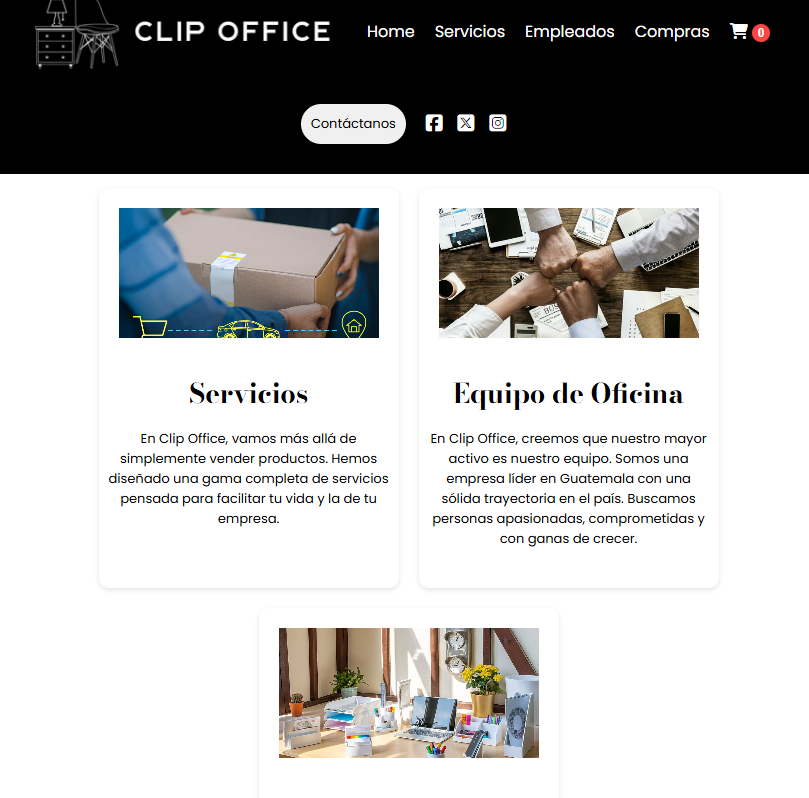 CLIP OFFICE
Home
Servicios
Empleados
Compras
0
Contáctanos
Servicios
En Clip Office, vamos más allá de
simplemente vender productos. Hemos
diseñado una gama completa de servicios
pensada para facilitar tu vida y la de tu
empresa.
Equipo de Oficina
En Clip Office, creemos que nuestro mayor
activo es nuestro equipo. Somos una
empresa líder en Guatemala con una
sólida trayectoria en el país. Buscamos
personas apasionadas, comprometidas y
con ganas de crecer.